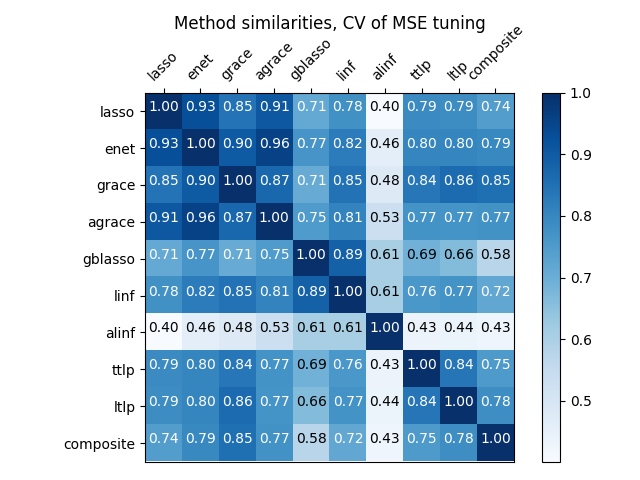 Method similarities, CV of MSE tuning
lasso enet grace agrace gblasso linf alinf ttlp ltlp composite
lasso 1.00 0.93 0.85 0.91 0.71 0.78 0.40 0.79 0.79 0.74
enet 0.93 1.00 0.90 0.96 0.77 0.82 0.46 0.80 0.80 0.79
grace 0.85 0.90 1.00 0.87 0.71 0.85 0.48 0.84 0.86 0.85
agrace 0.91 0.96 0.87 1.00 0.75 0.81 0.53 0.77 0.77 0.77
gblasso 0.71 0.77 0.71 0.75 1.00 0.89 0.61 0.69 0.66 0.58
linf 0.78 0.82 0.85 0.81 0.89 1.00 0.61 0.76 0.77 0.72
alinf 0.40 0.46 0.48 0.53 0.61 0.61 1.00 0.43 0.44 0.43
ttlp 0.79 0.80 0.84 0.77 0.69 0.76 0.43 1.00 0.84 0.75
ltlp 0.79 0.80 0.86 0.77 0.66 0.77 0.44 0.84 1.00 0.78
composite 0.74 0.79 0.85 0.77 0.58 0.72 0.43 0.75 0.78 1.00
1.0
0.9
0.8
0.7
0.6
0.5